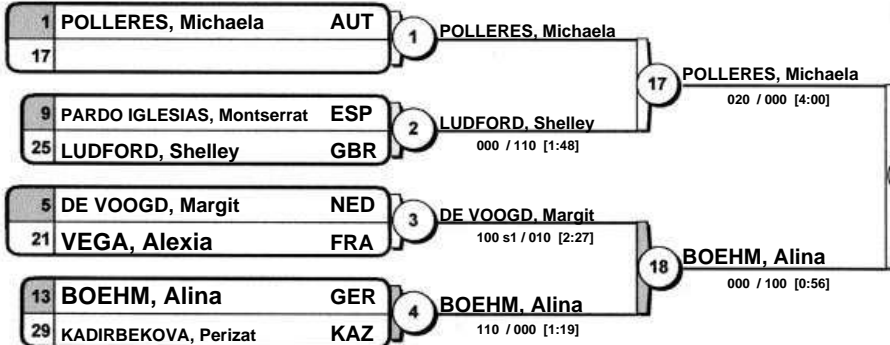 1 POLLERES, Michaela AUT
17
1
POLLERES, Michaela
9 PARDO IGLESIAS, Montserrat ESP
25 LUDFORD, Shelley GBR
2
LUDFORD, Shelley
000 / 110 [1:48]
17
POLLERES, Michaela
020 / 000 [4:00]
5 DE VOOGD, Margit NED
21 VEGA, Alexia FRA
3
DE VOOGD, Margit
100 s1 / 010 [2:27]
13 BOEHM, Alina GER
29 KADIRBEKOVA, Perizat KAZ
4
BOEHM, Alina
110 / 000 [1:19]
18
BOEHM, Alina
000 / 100 [0:56]